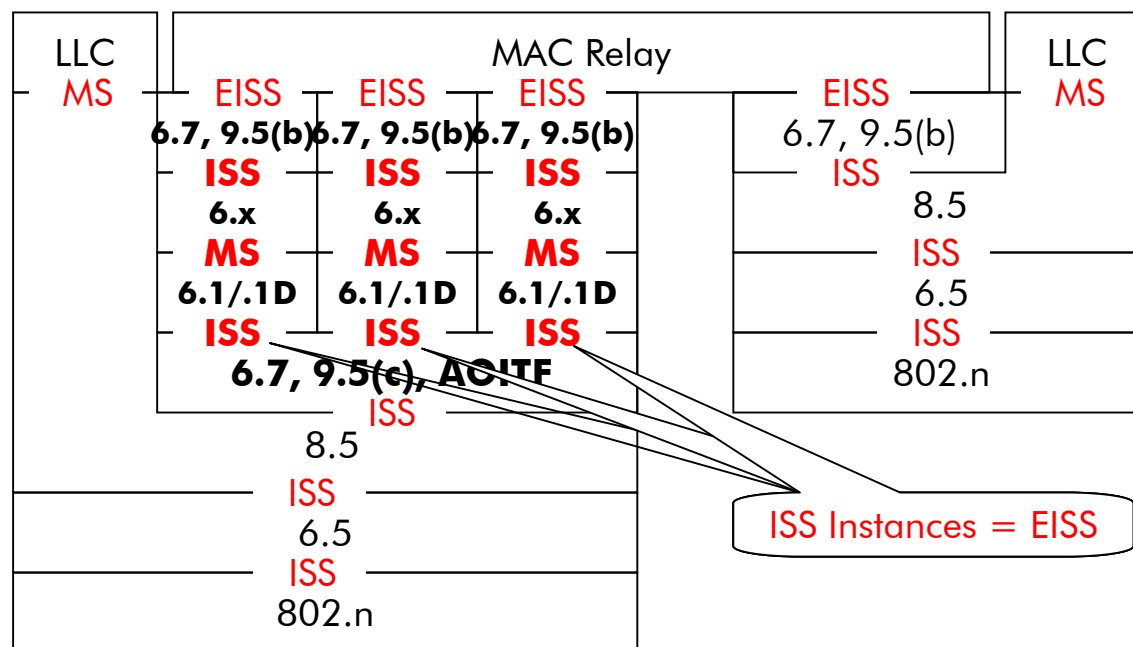 LLC MAC Relay LLC
MS EISS EISS EISS EISS MS
6.7, 9.5(b) 6.7, 9.5(b) 6.7, 9.5(b) 6.7, 9.5(b)
ISS ISS ISS ISS
6.x 6.x 6.x 8.5
MS MS MS ISS
6.1/.1D 6.1/.1D 6.1/.1D 6.5
ISS ISS ISS ISS
6.7, 9.5(c), AOITF 802.n
ISS
8.5
ISS
ISS Instances = EISS
6.5
ISS
802.n